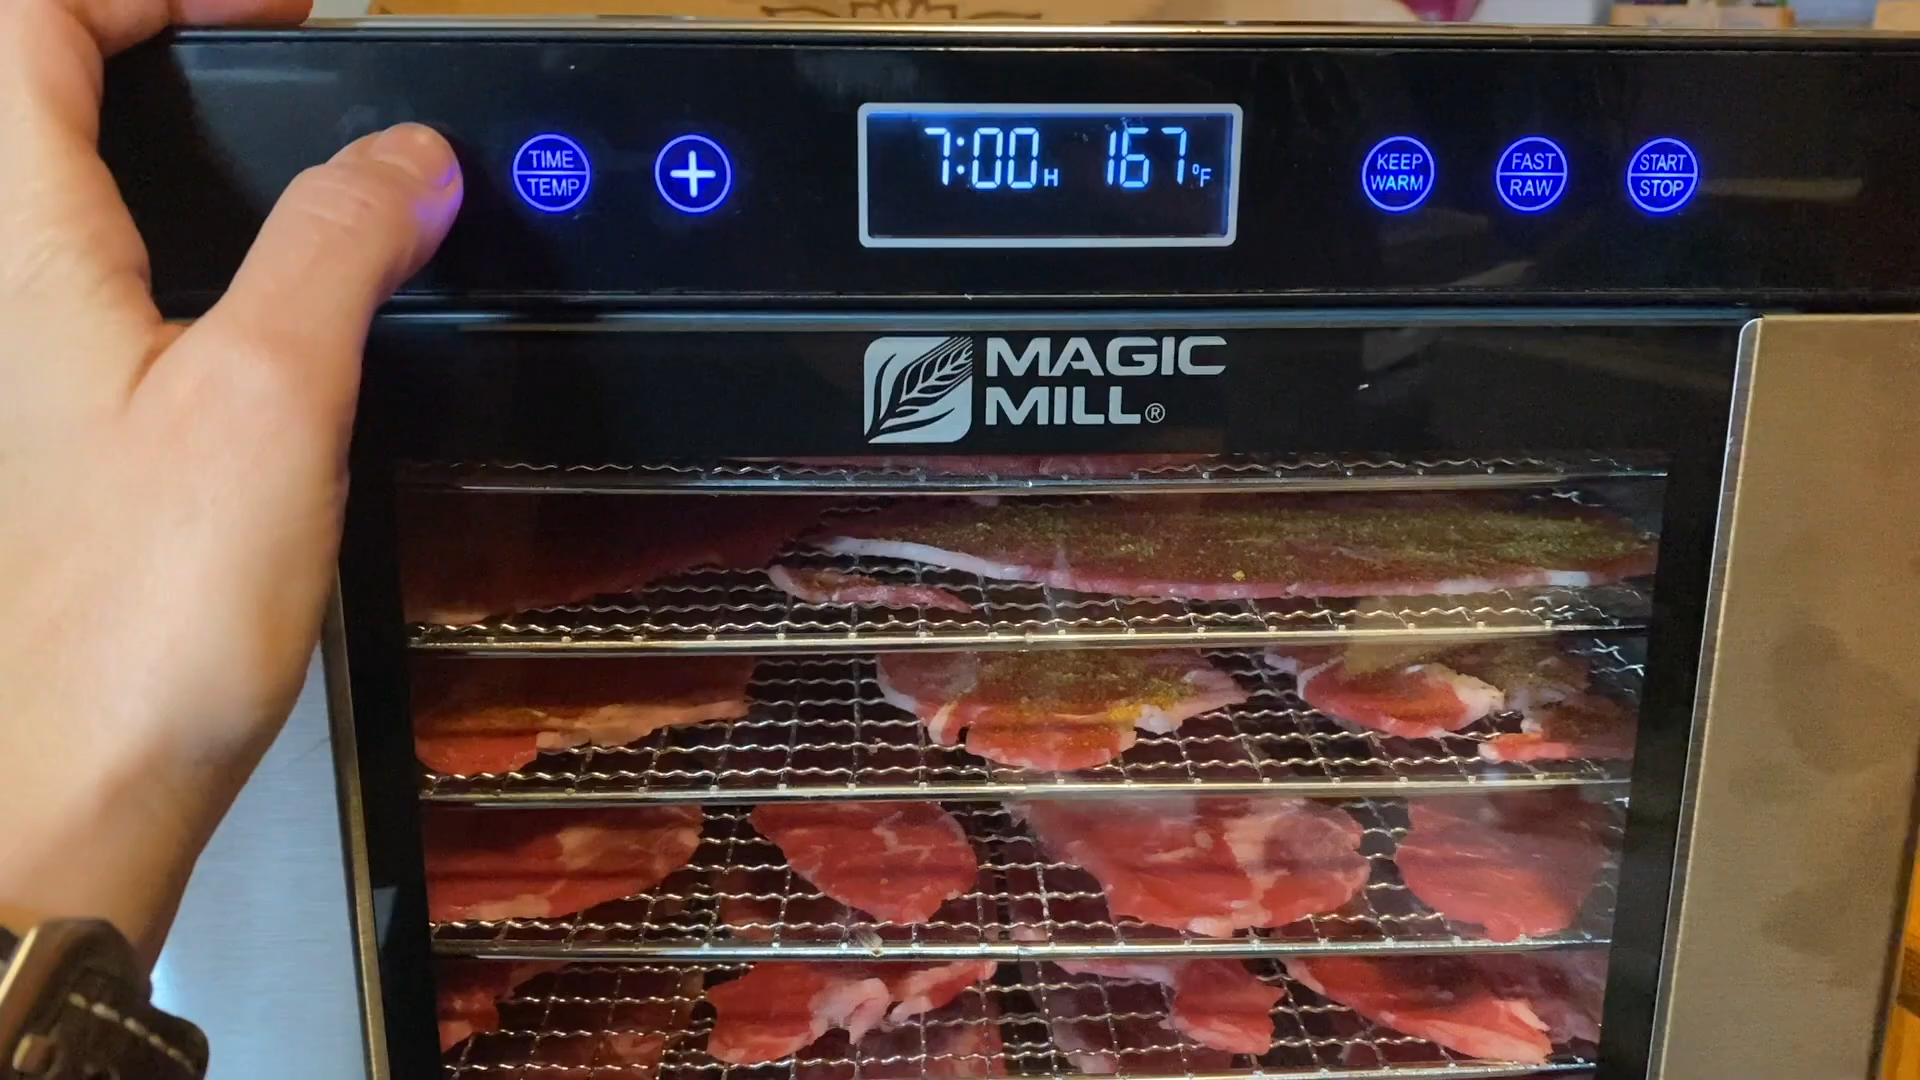 TIME
TEMP
+
7:00H 167°F
KEEP
WARM
FAST
RAW
START
STOP
MAGIC
MILL®